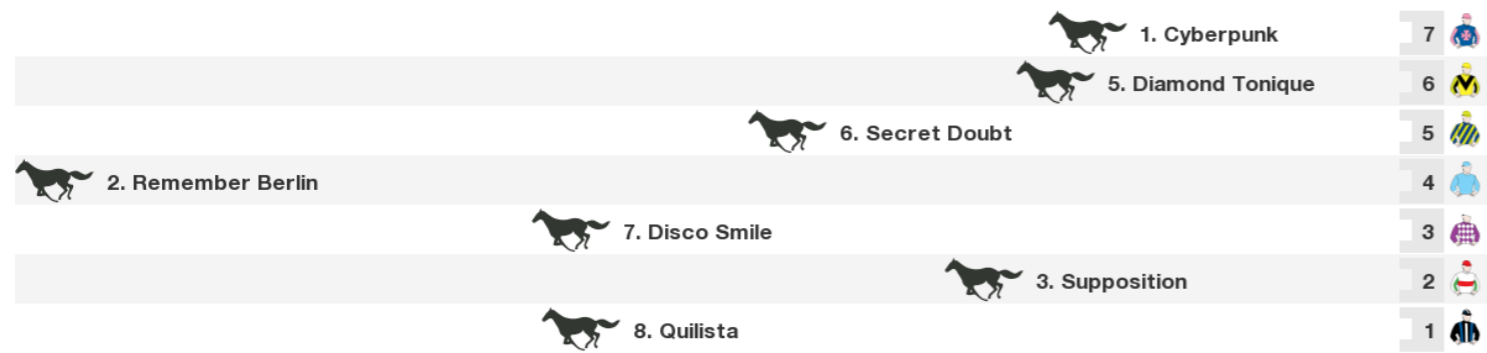 1. Cyberpunk 7
5. Diamond Tonique 6
6. Secret Doubt 5
2. Remember Berlin 4
7. Disco Smile 3
3. Supposition 2
8. Quilista 1